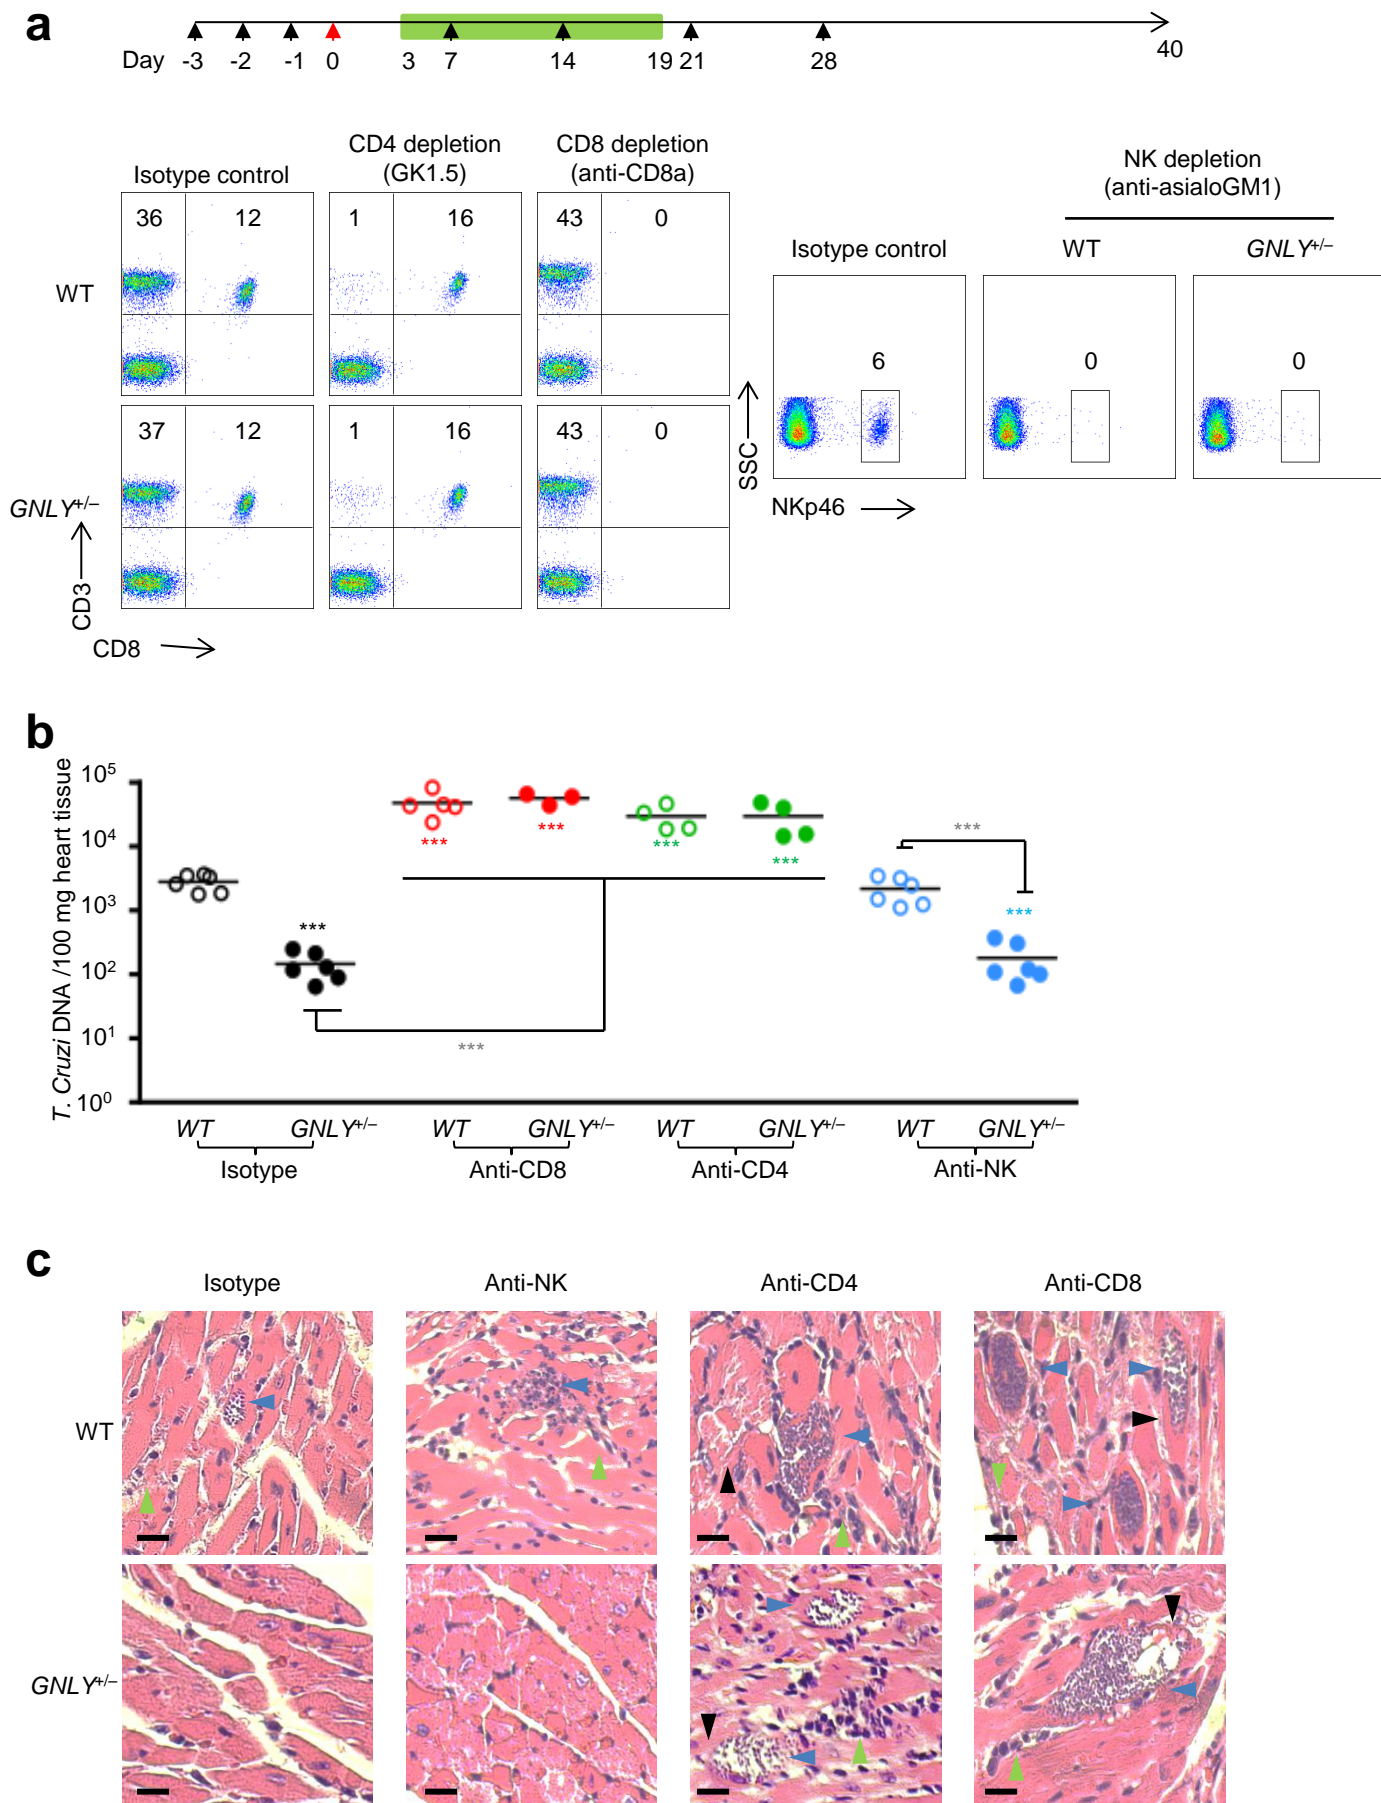 a
Day -3 -2 -1 0 3 7 14 19 21 28 40
Isotype control
CD4 depletion
(GK1.5)
CD8 depletion
(anti-CD8a)
NK depletion
(anti-asialoGM1)
Isotype control WT GNLY+/–
WT
36 12 1 16 43 0
6 0 0
GNLY+/–
37 12 1 16 43 0
SSC
NKp46
CD3
CD8
b
T. Cruzi DNA /100 mg heart tissue
10⁵
10⁴
10³
10²
10¹
10⁰
***
***
***
***
***
***
***
***
WT GNLY+/– WT GNLY+/– WT GNLY+/– WT GNLY+/–
Isotype Anti-CD8 Anti-CD4 Anti-NK
c
Isotype Anti-NK Anti-CD4 Anti-CD8
WT
GNLY+/–